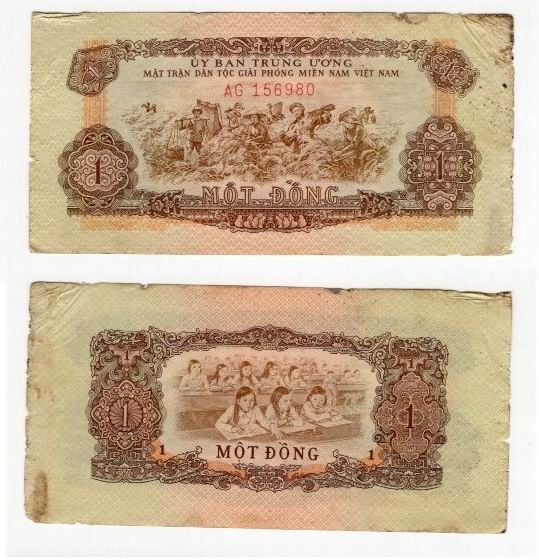 ỦY BAN TRUNG ƯƠNG
MẶT TRẬN DÂN TỘC GIẢI PHÓNG MIỀN NAM VIỆT NAM
AG 156980
1
1
MỘT ĐỒNG
1
1
1
MỘT ĐỒNG
1